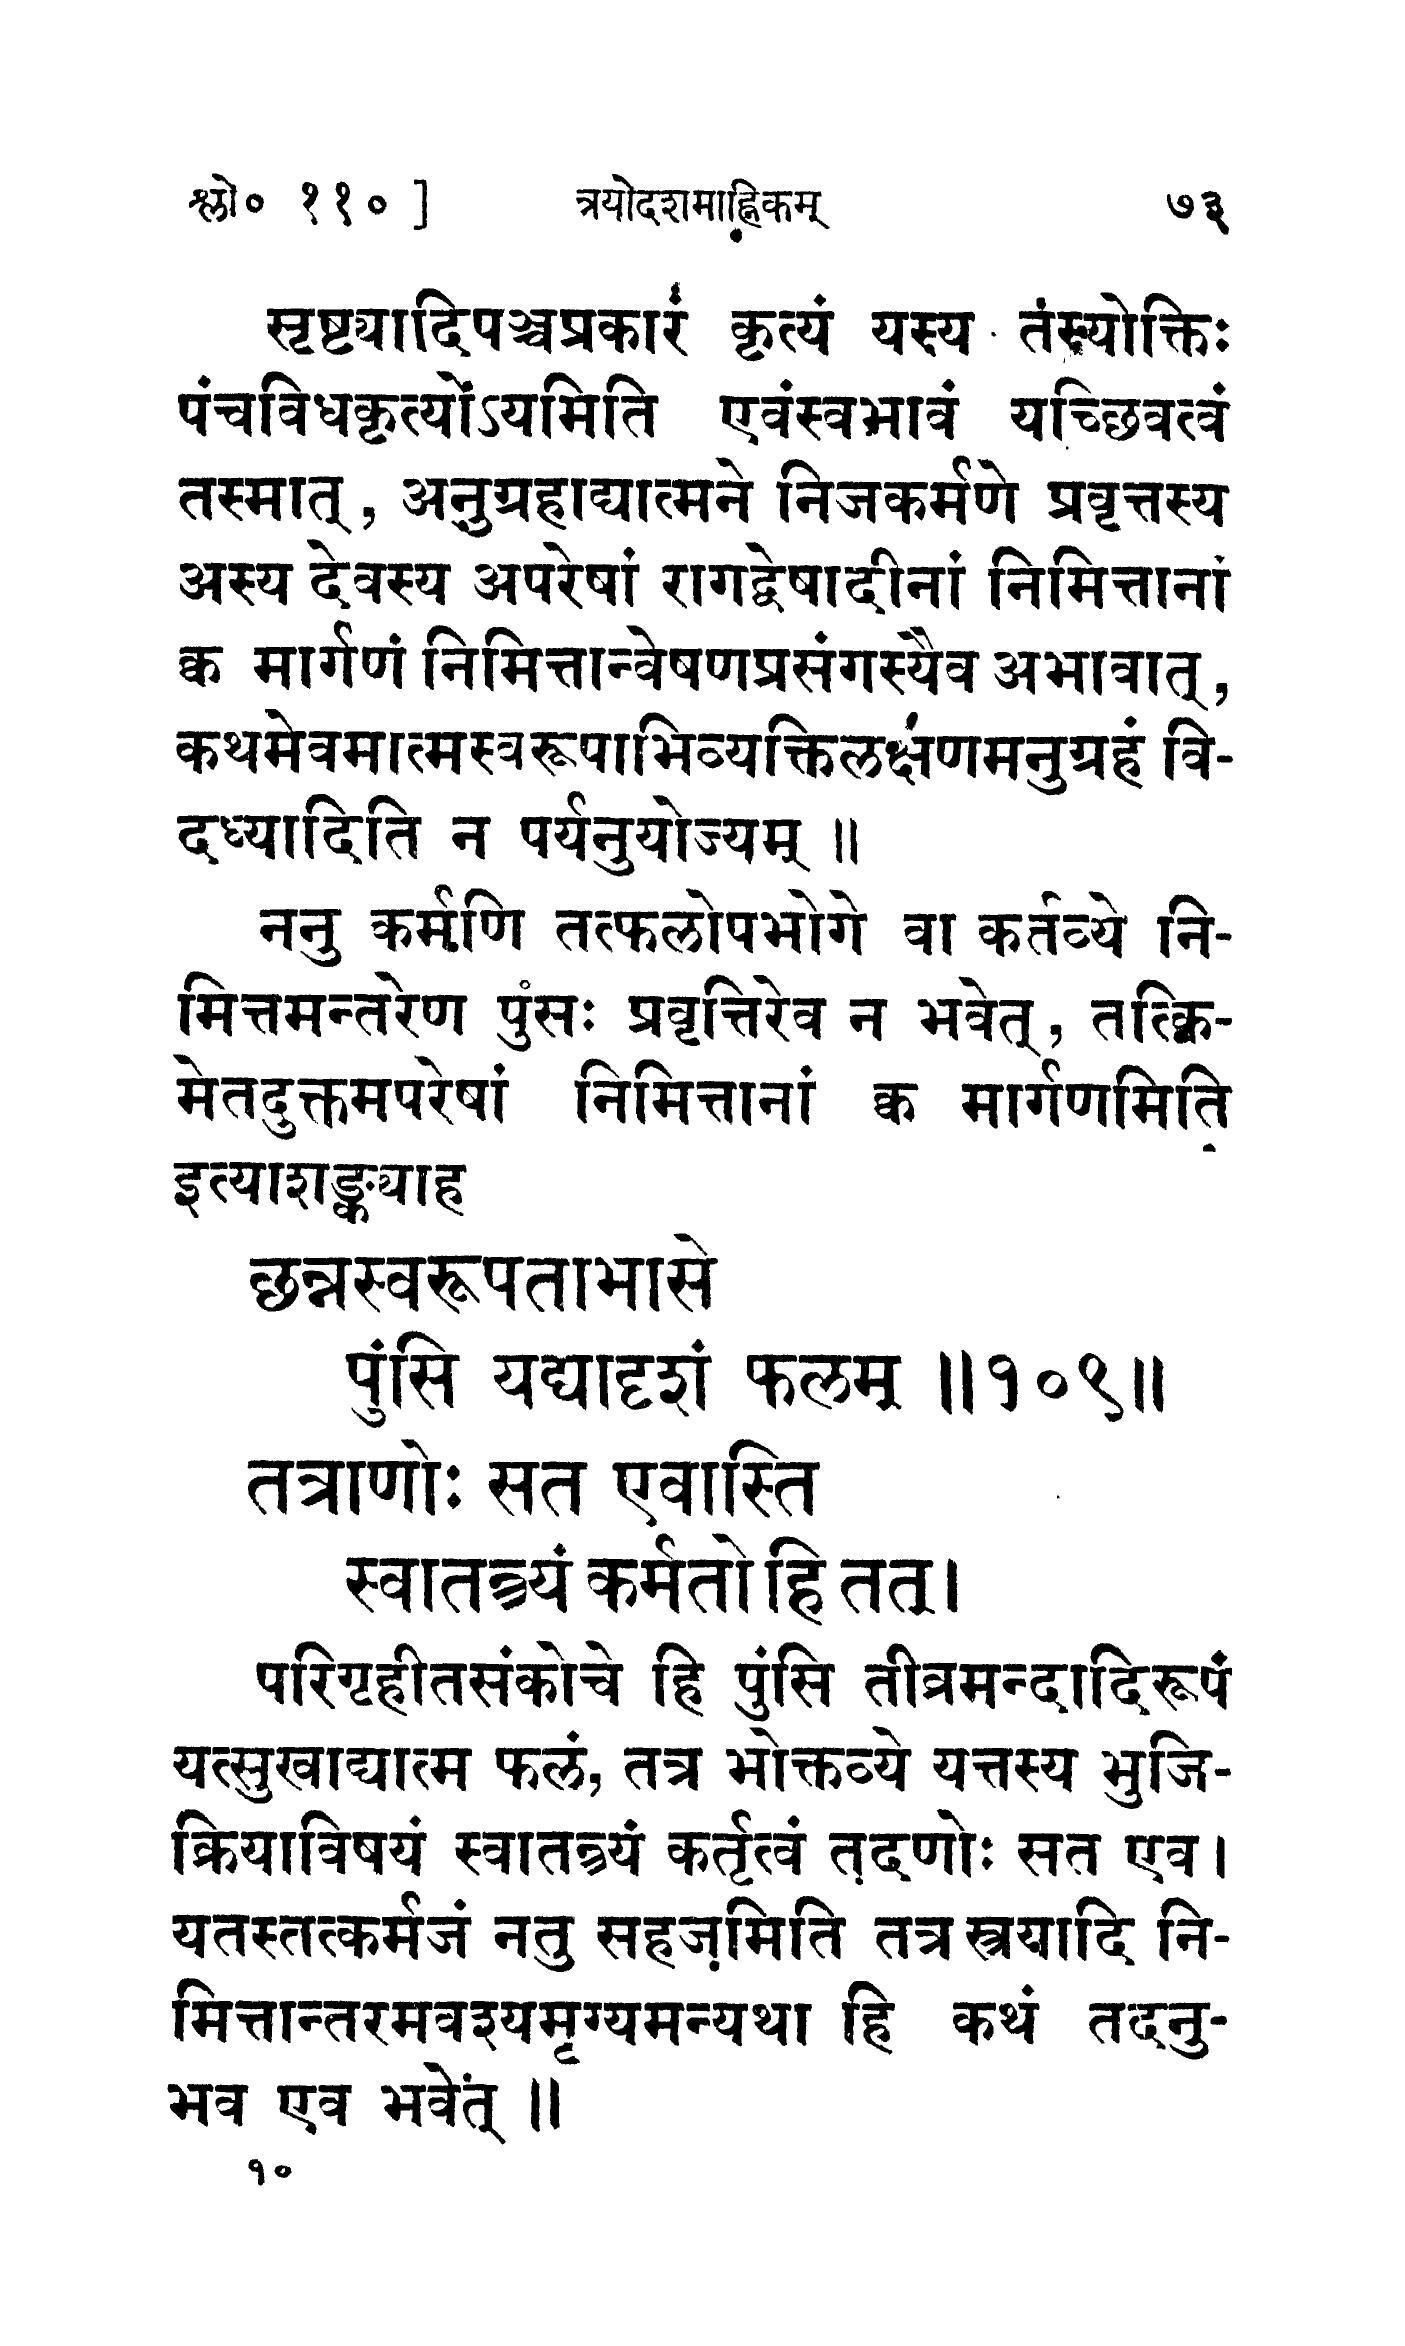 श्लो० ११० ] त्रयोदशमाह्निकम् ७३
सृष्ट्यादिपञ्चप्रकारं कृत्यं यस्य तस्योक्तिः
पंचविधकृत्योंऽयमिति एवंस्वभावं यच्छिवत्वं
तस्मात्, अनुग्रहाद्यात्मने निजकर्मणे प्रवृत्तस्य
अस्य देवस्य अपरेषां रागद्वेषादीनां निमित्तानां
क्व मार्गणं निमित्तान्वेषणप्रसंगस्यैव अभावात्,
कथमेवमात्मस्वरूपाभिव्यक्तिलक्षणमनुग्रहं वि-
दध्यादिति न पर्यनुयोज्यम् ॥
ननु कर्मणि तत्फलोपभोगे वा कर्तव्ये नि-
मित्तमन्तरेण पुंसः प्रवृत्तिरेव न भवेत्, तत्कि-
मेतदुक्तमपरेषां निमित्तानां क्व मार्गणमिति
इत्याशङ्क्याह
छन्नस्वरूपताभासे
पुंसि यद्यादृशं फलम् ॥१०९॥
तत्राणोः सत एवास्ति
स्वातन्त्र्यं कर्मतो हि तत्।
परिगृहीतसंकोचे हि पुंसि तीव्रमन्दादिरूपं
यत्सुखाद्यात्म फलं, तत्र भोक्तव्ये यत्तस्य भुजि-
क्रियाविषयं स्वातन्त्र्यं कर्तृत्वं तदणोः सत एव।
यतस्तत्कर्मजं नतु सहजमिति तत्र स्त्र्यादि नि-
मित्तान्तरमवश्यमृग्यमन्यथा हि कथं तदनु-
भव एव भवेत् ॥
१०